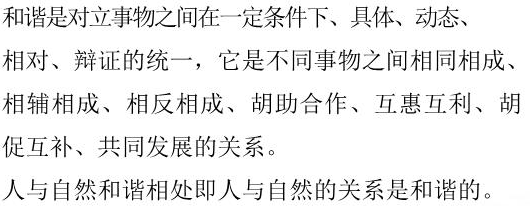 和谐是对立事物之间在一定条件下、具体、动态、
相对、辩证的统一，它是不同事物之间相同相成、
相辅相成、相反相成、胡助合作、互惠互利、胡
促互补、共同发展的关系。
人与自然和谐相处即人与自然的关系是和谐的。